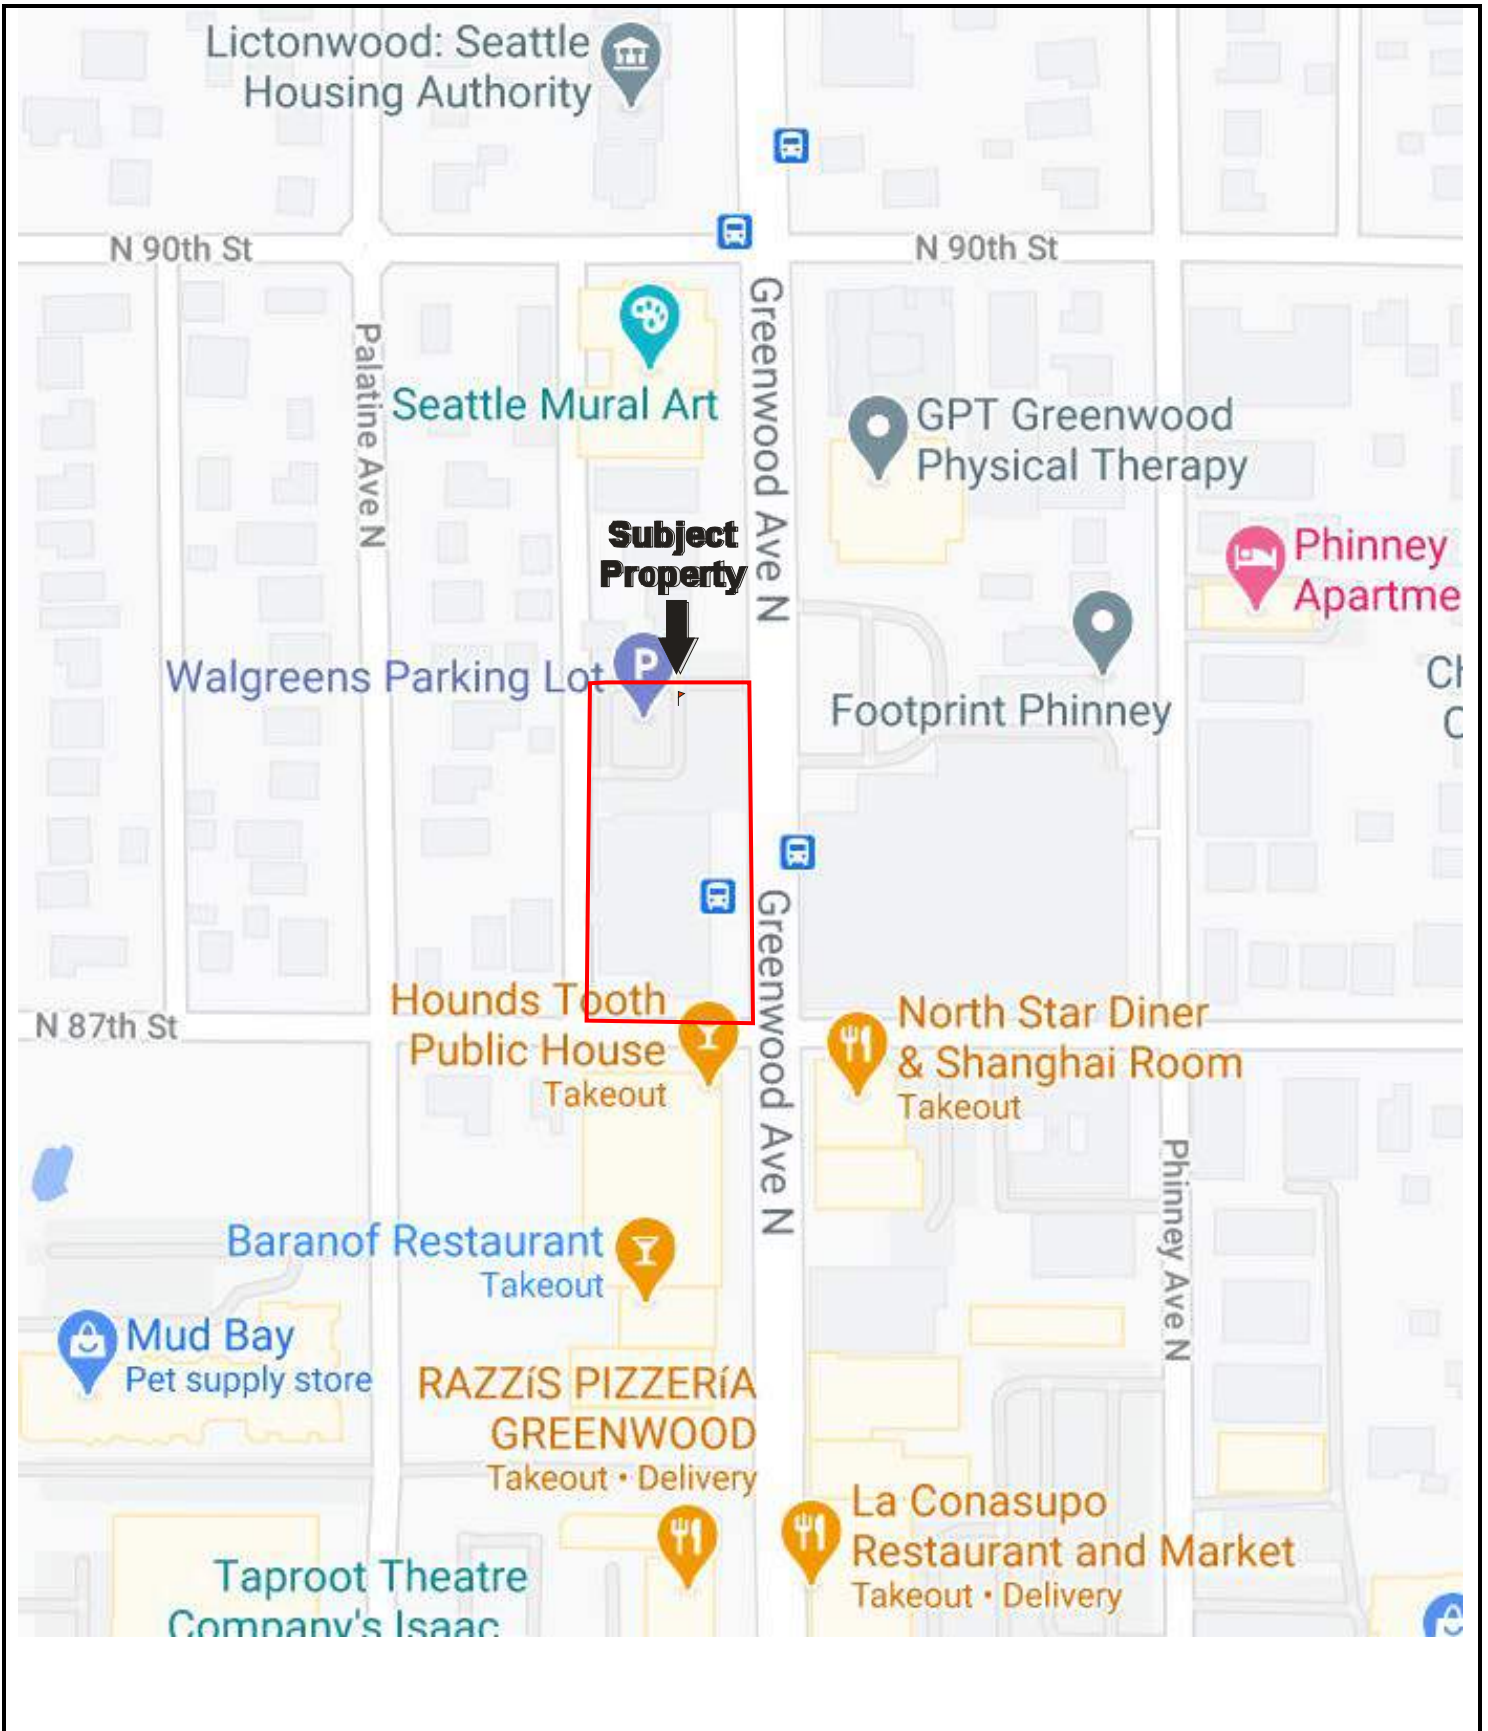 Lictonwood: Seattle
Housing Authority
N 90th St
N 90th St
Greenwood Ave N
Palatine Ave N
Seattle Mural Art
GPT Greenwood
Physical Therapy
Subject
Property
Phinney
Apartme
P
Walgreens Parking Lot
Footprint Phinney
Greenwood Ave N
Hounds Tooth
Public House
Takeout
N 87th St
North Star Diner
& Shanghai Room
Takeout
Phinney Ave N
Baranof Restaurant
Takeout
Mud Bay
Pet supply store
RAZZíS PIZZERíA
GREENWOOD
Takeout • Delivery
La Conasupo
Restaurant and Market
Takeout • Delivery
Taproot Theatre
Company's Isaac